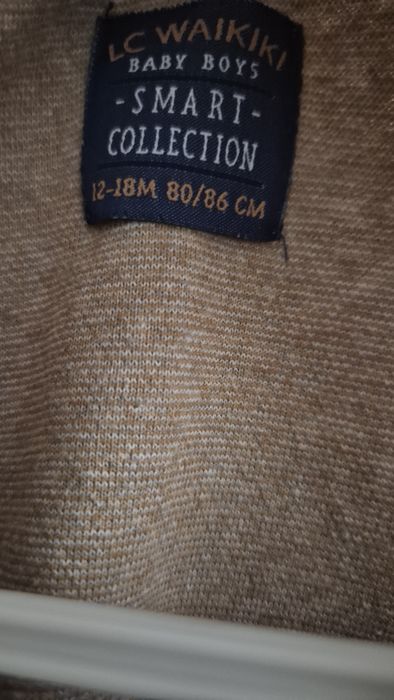 LC WAIKIKI
BABY BOYS
-SMART-
COLLECTION
12-18M 80/86 CM